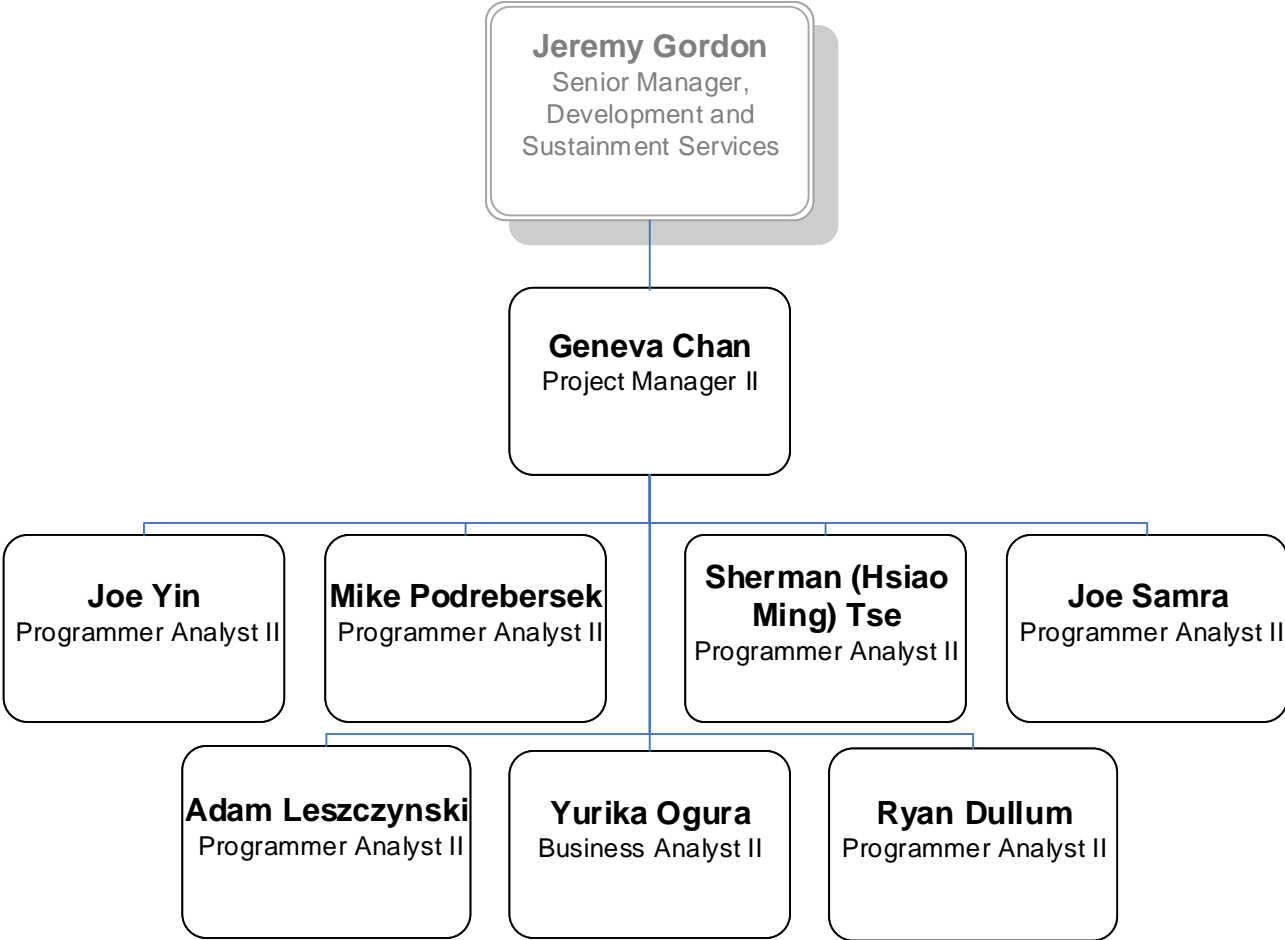 Jeremy Gordon
Senior Manager,
Development and
Sustainment Services
Geneva Chan
Project Manager II
Joe Yin
Programmer Analyst II
Mike Podrebersek
Programmer Analyst II
Sherman (Hsiao
Ming) Tse
Programmer Analyst II
Joe Samra
Programmer Analyst II
Adam Leszczynski
Programmer Analyst II
Yurika Ogura
Business Analyst II
Ryan Dullum
Programmer Analyst II